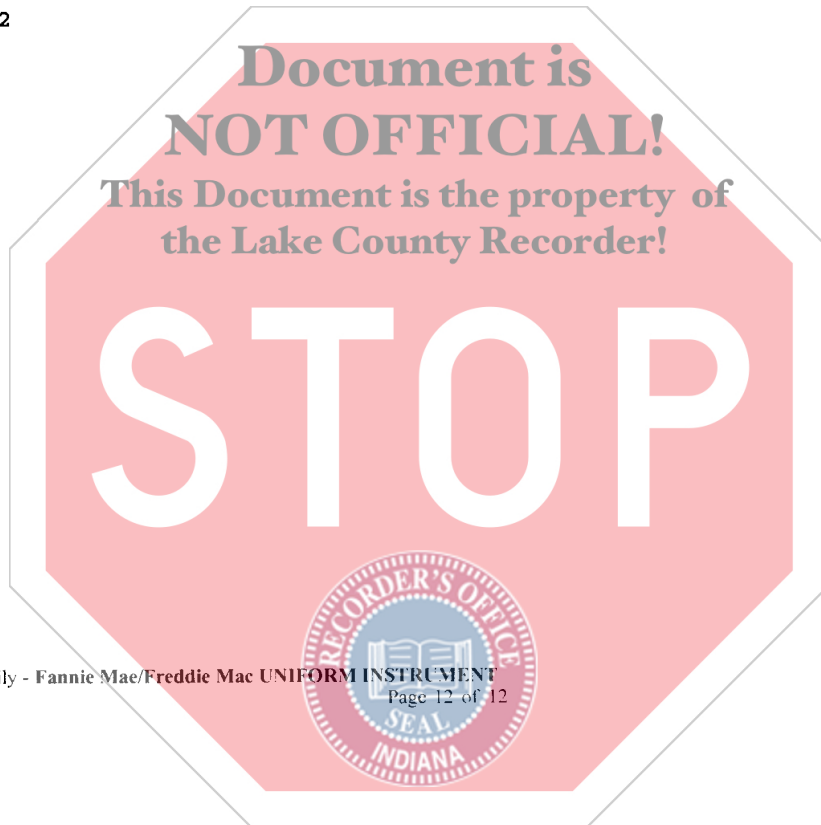 2
Document is
NOT OFFICIAL!
This Document is the property of
the Lake County Recorder!
STOP
RECORDER'S OFFICE
ily - Fannie Mae/Freddie Mac UNIFORM INSTRUMENT
Page 12 of 12
SEAL
INDIANA